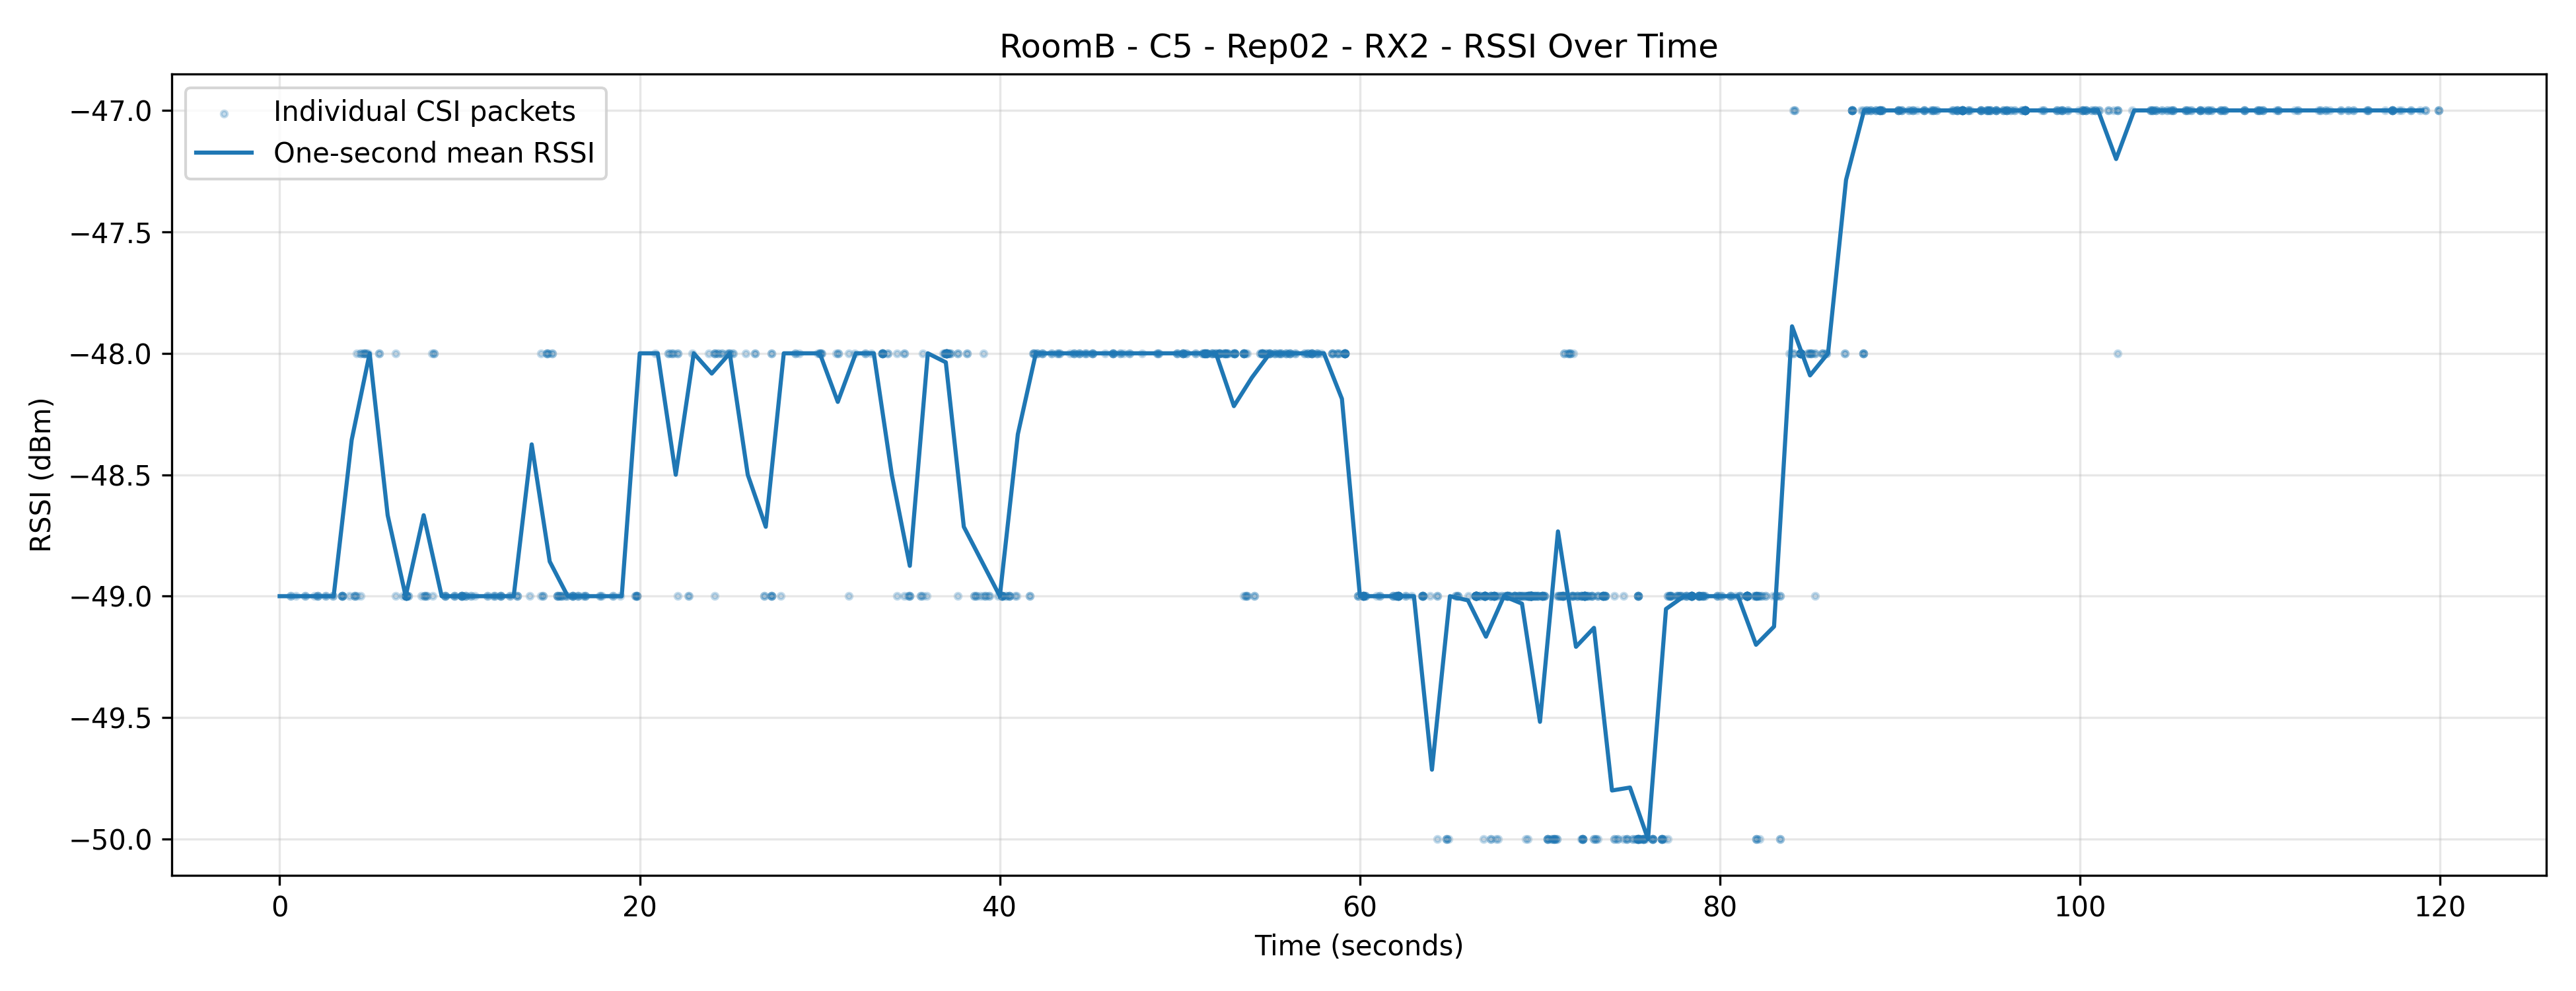 RoomB - C5 - Rep02 - RX2 - RSSI Over Time
Individual CSI packets
One-second mean RSSI
RSSI (dBm)
−47.0
−47.5
−48.0
−48.5
−49.0
−49.5
−50.0
0 20 40 60 80 100 120
Time (seconds)